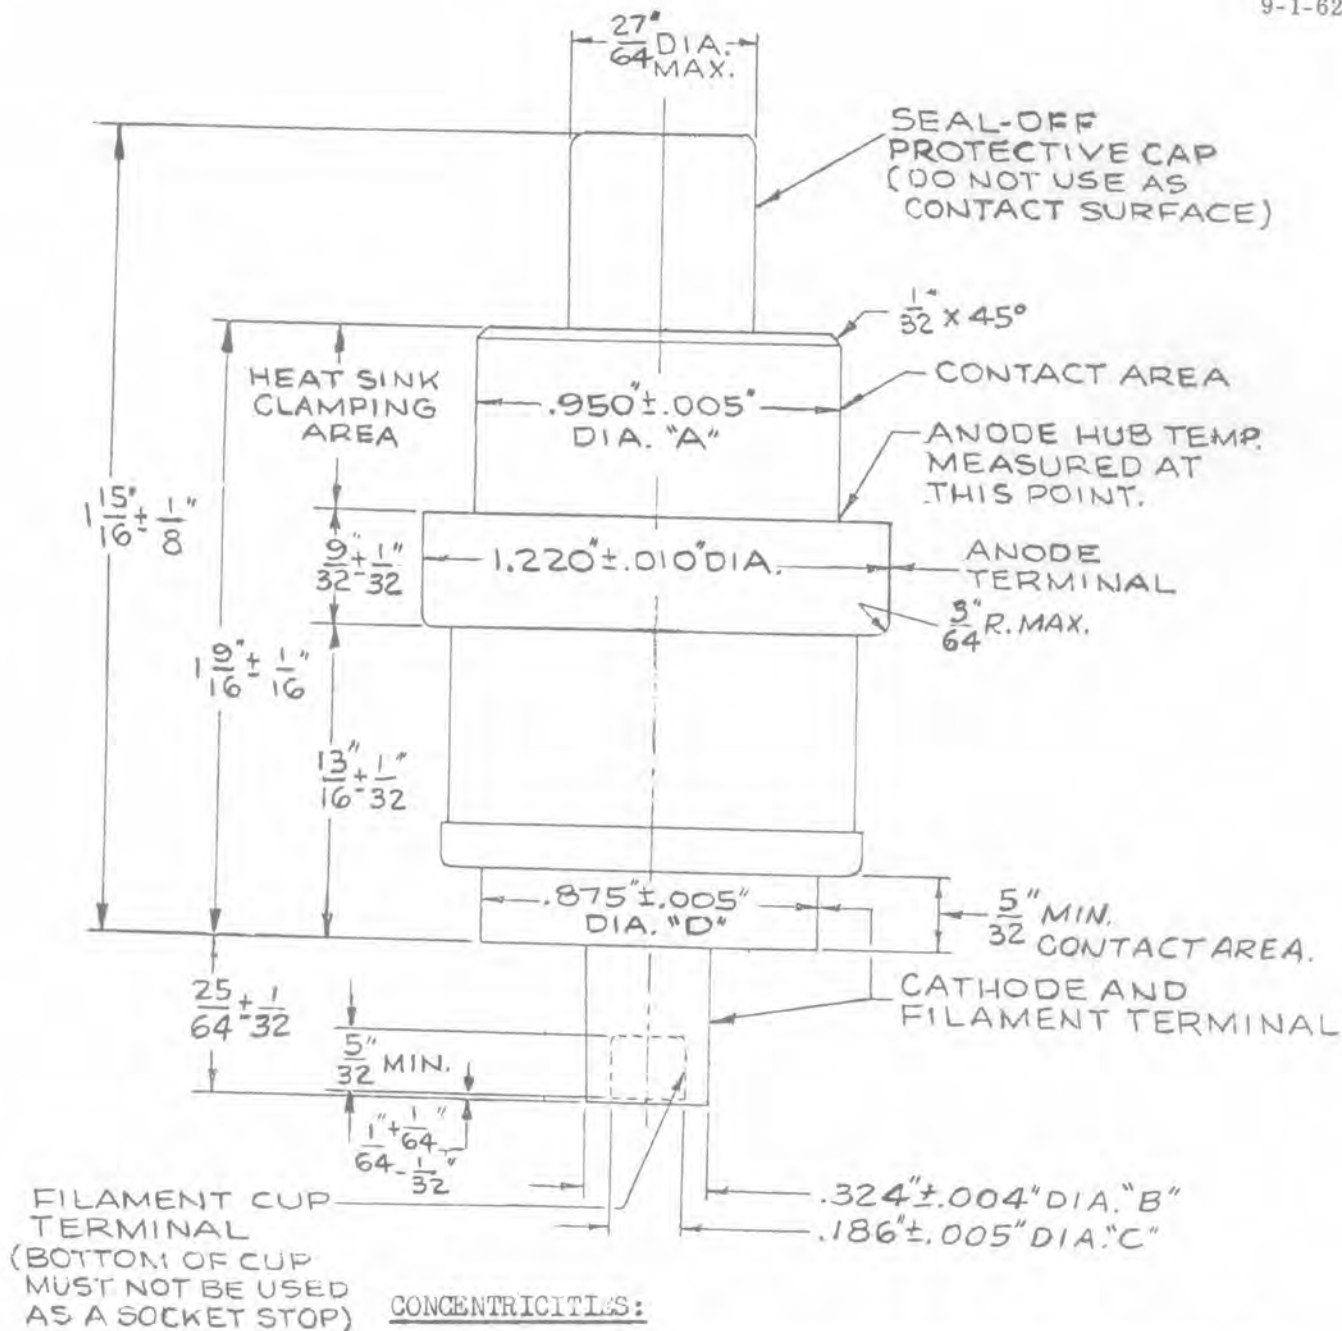 9-1-62
27/64" DIA.
MAX.
SEAL-OFF
PROTECTIVE CAP
(DO NOT USE AS
CONTACT SURFACE)
1/32" x 45°
HEAT SINK
CLAMPING
AREA
.950"±.005"
DIA. "A"
CONTACT AREA
ANODE HUB TEMP.
MEASURED AT
THIS POINT.
1 15/16" ± 1/8"
9/32" ± 1/32"
1.220"±.010"DIA.
ANODE
TERMINAL
3/64" R. MAX.
1 9/16" ± 1/16"
13/16" ± 1/32"
.875"±.005"
DIA. "D"
5/32" MIN.
CONTACT AREA.
25/64 ± 1/32
CATHODE AND
FILAMENT TERMINAL
5/32" MIN.
1/64" + 1/64"
- 1/32"
FILAMENT CUP
TERMINAL
(BOTTOM OF CUP
MUST NOT BE USED
AS A SOCKET STOP)
.324"±.004"DIA."B"
.186"±.005"DIA."C"
CONCENTRICITIES: